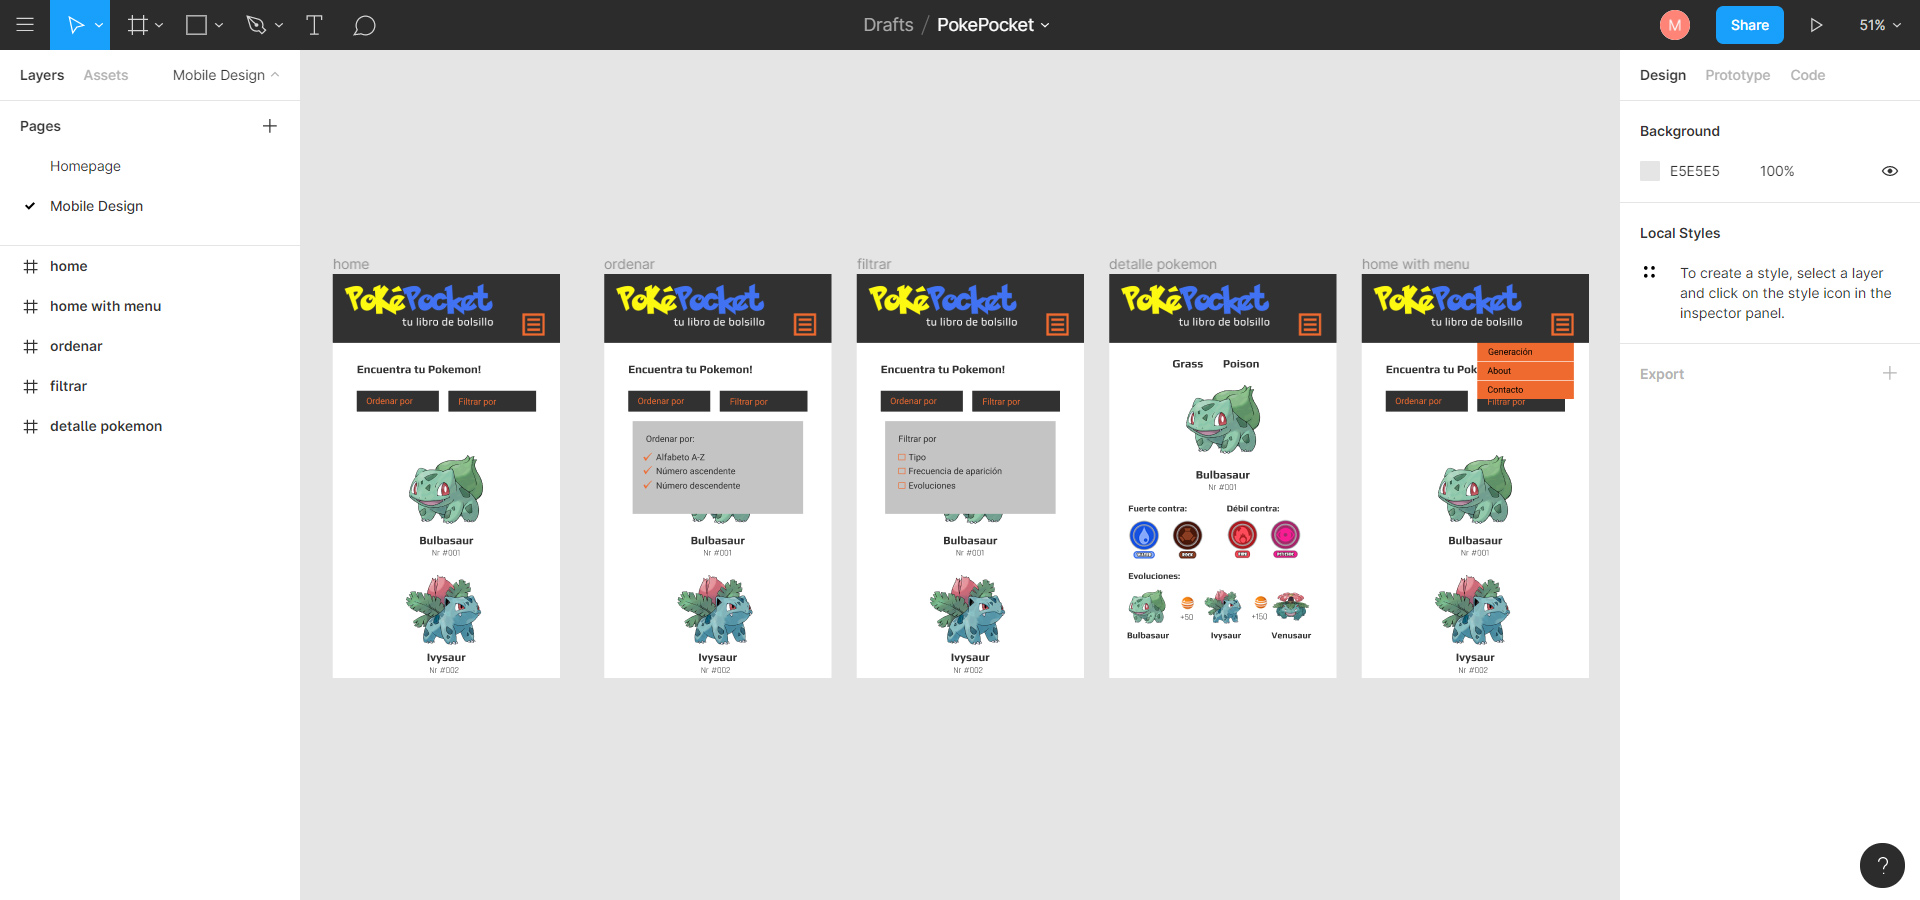 Drafts / PokePocket
M
Share
51%
Layers
Assets
Mobile Design
Pages
Homepage
Mobile Design
home
home with menu
ordenar
filtrar
detalle pokemon
home
PokéPocket
tu libro de bolsillo
Encuentra tu Pokemon!
Ordenar por
Filtrar por
Bulbasaur
Nr #001
Ivysaur
Nr #002
ordenar
PokéPocket
tu libro de bolsillo
Encuentra tu Pokemon!
Ordenar por
Filtrar por
Ordenar por:
Alfabeto A-Z
Número ascendente
Número descendente
Bulbasaur
Nr #001
Ivysaur
Nr #002
filtrar
PokéPocket
tu libro de bolsillo
Encuentra tu Pokemon!
Ordenar por
Filtrar por
Filtrar por
Tipo
Frecuencia de aparición
Evoluciones
Bulbasaur
Nr #001
Ivysaur
Nr #002
detalle pokemon
PokéPocket
tu libro de bolsillo
Grass Poison
Bulbasaur
Nr #001
Fuerte contra:
Débil contra:
Evoluciones:
+50
+150
Bulbasaur
Ivysaur
Venusaur
home with menu
PokéPocket
tu libro de bolsillo
Generación
About
Contacto
Encuentra tu Pok
Ordenar por
Filtrar por
Bulbasaur
Nr #001
Ivysaur
Nr #002
Design
Prototype
Code
Background
E5E5E5
100%
Local Styles
To create a style, select a layer
and click on the style icon in the
inspector panel.
Export
?